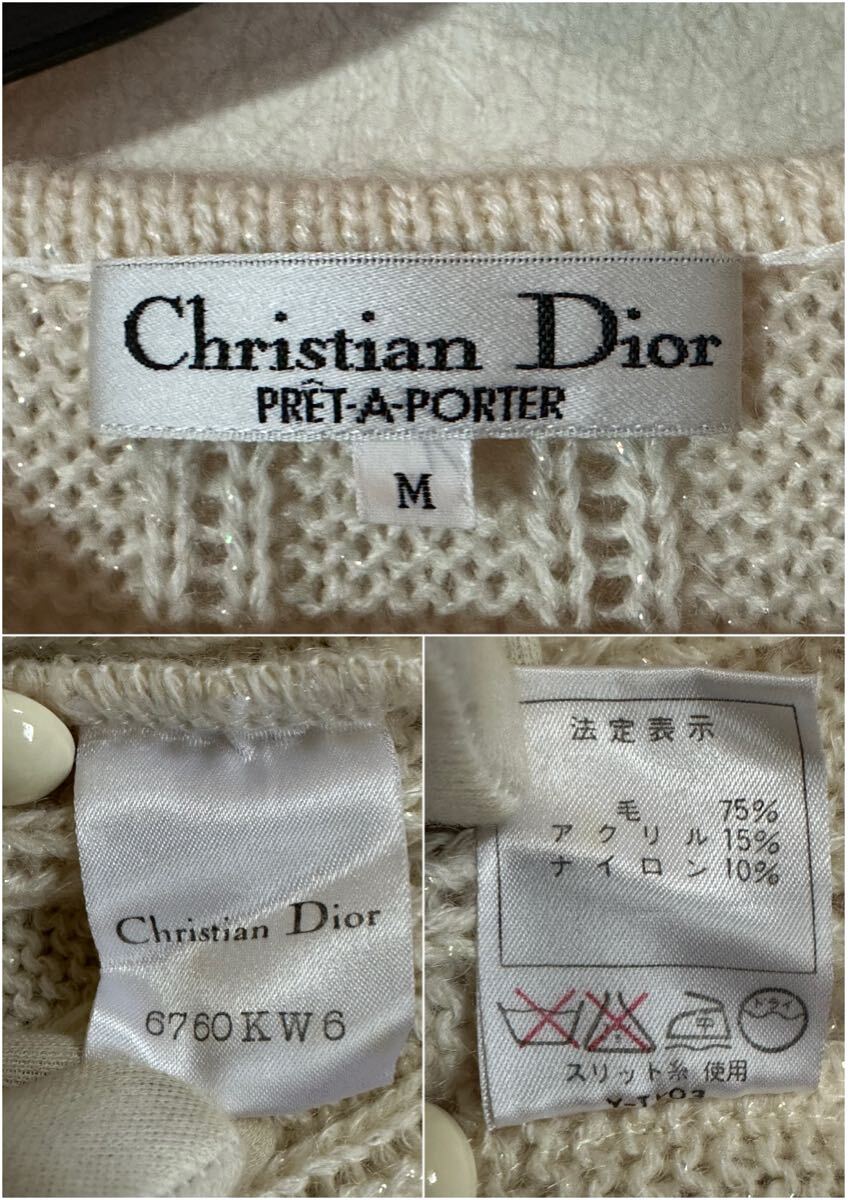 Christian Dior
PRÊT-À-PORTER
M
Christian Dior
6760KW6
法定表示
毛 75%
アクリル 15%
ナイロン 10%
中 ドライ
スリット糸 使用